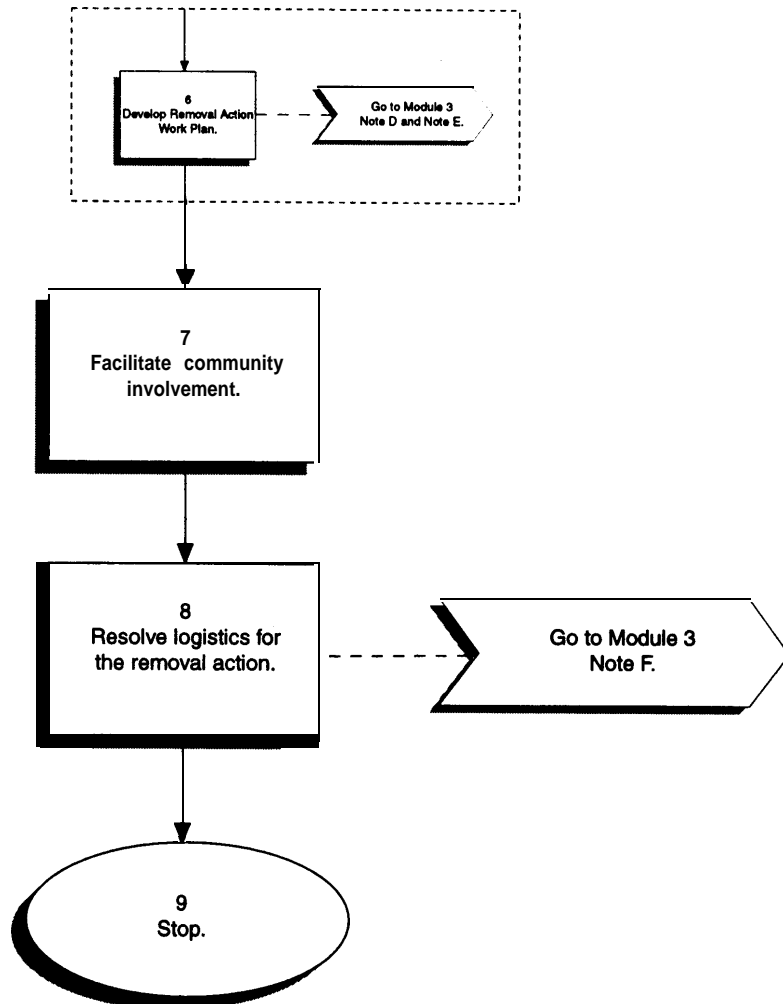 6
Develop Removal Action
Work Plan.
Go to Module 3
Note D and Note E.
7
Facilitate community
involvement.
8
Resolve logistics for
the removal action.
Go to Module 3
Note F.
9
Stop.